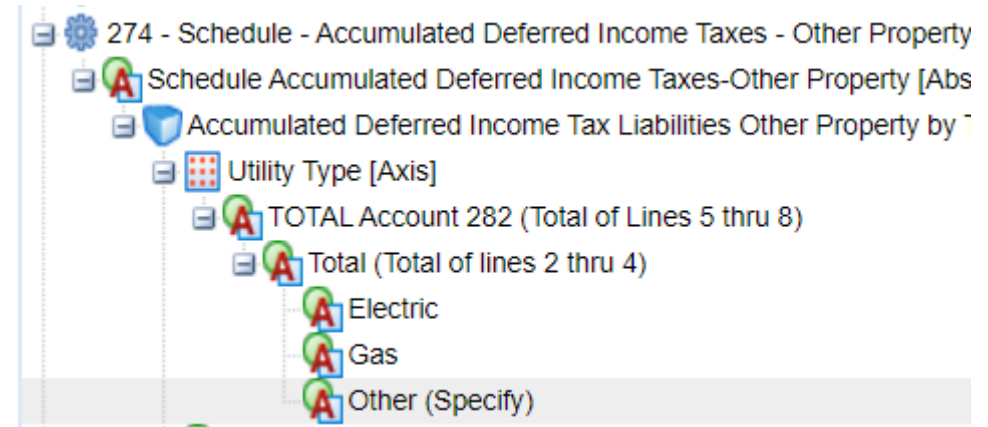 274 - Schedule - Accumulated Deferred Income Taxes - Other Property
Schedule Accumulated Deferred Income Taxes-Other Property [Abs
Accumulated Deferred Income Tax Liabilities Other Property by
Utility Type [Axis]
TOTAL Account 282 (Total of Lines 5 thru 8)
Total (Total of lines 2 thru 4)
Electric
Gas
Other (Specify)